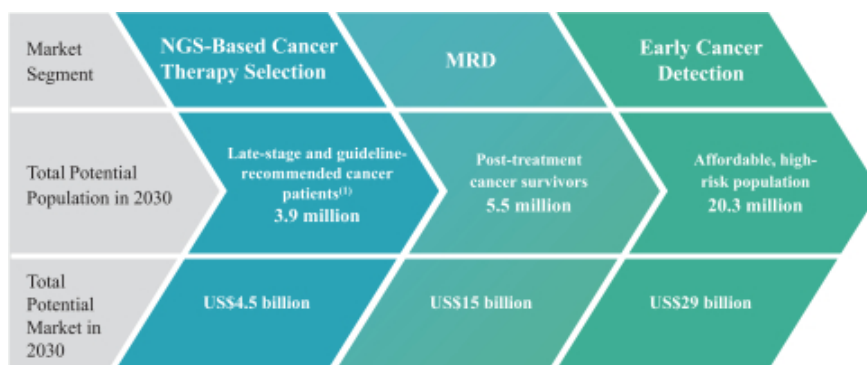 Market
Segment
NGS-Based Cancer
Therapy Selection
MRD
Early Cancer
Detection
Total Potential
Population in 2030
Late-stage and guideline-
recommended cancer
patients(1)
3.9 million
Post-treatment
cancer survivors
5.5 million
Affordable, high-
risk population
20.3 million
Total
Potential
Market in
2030
US$4.5 billion
US$15 billion
US$29 billion